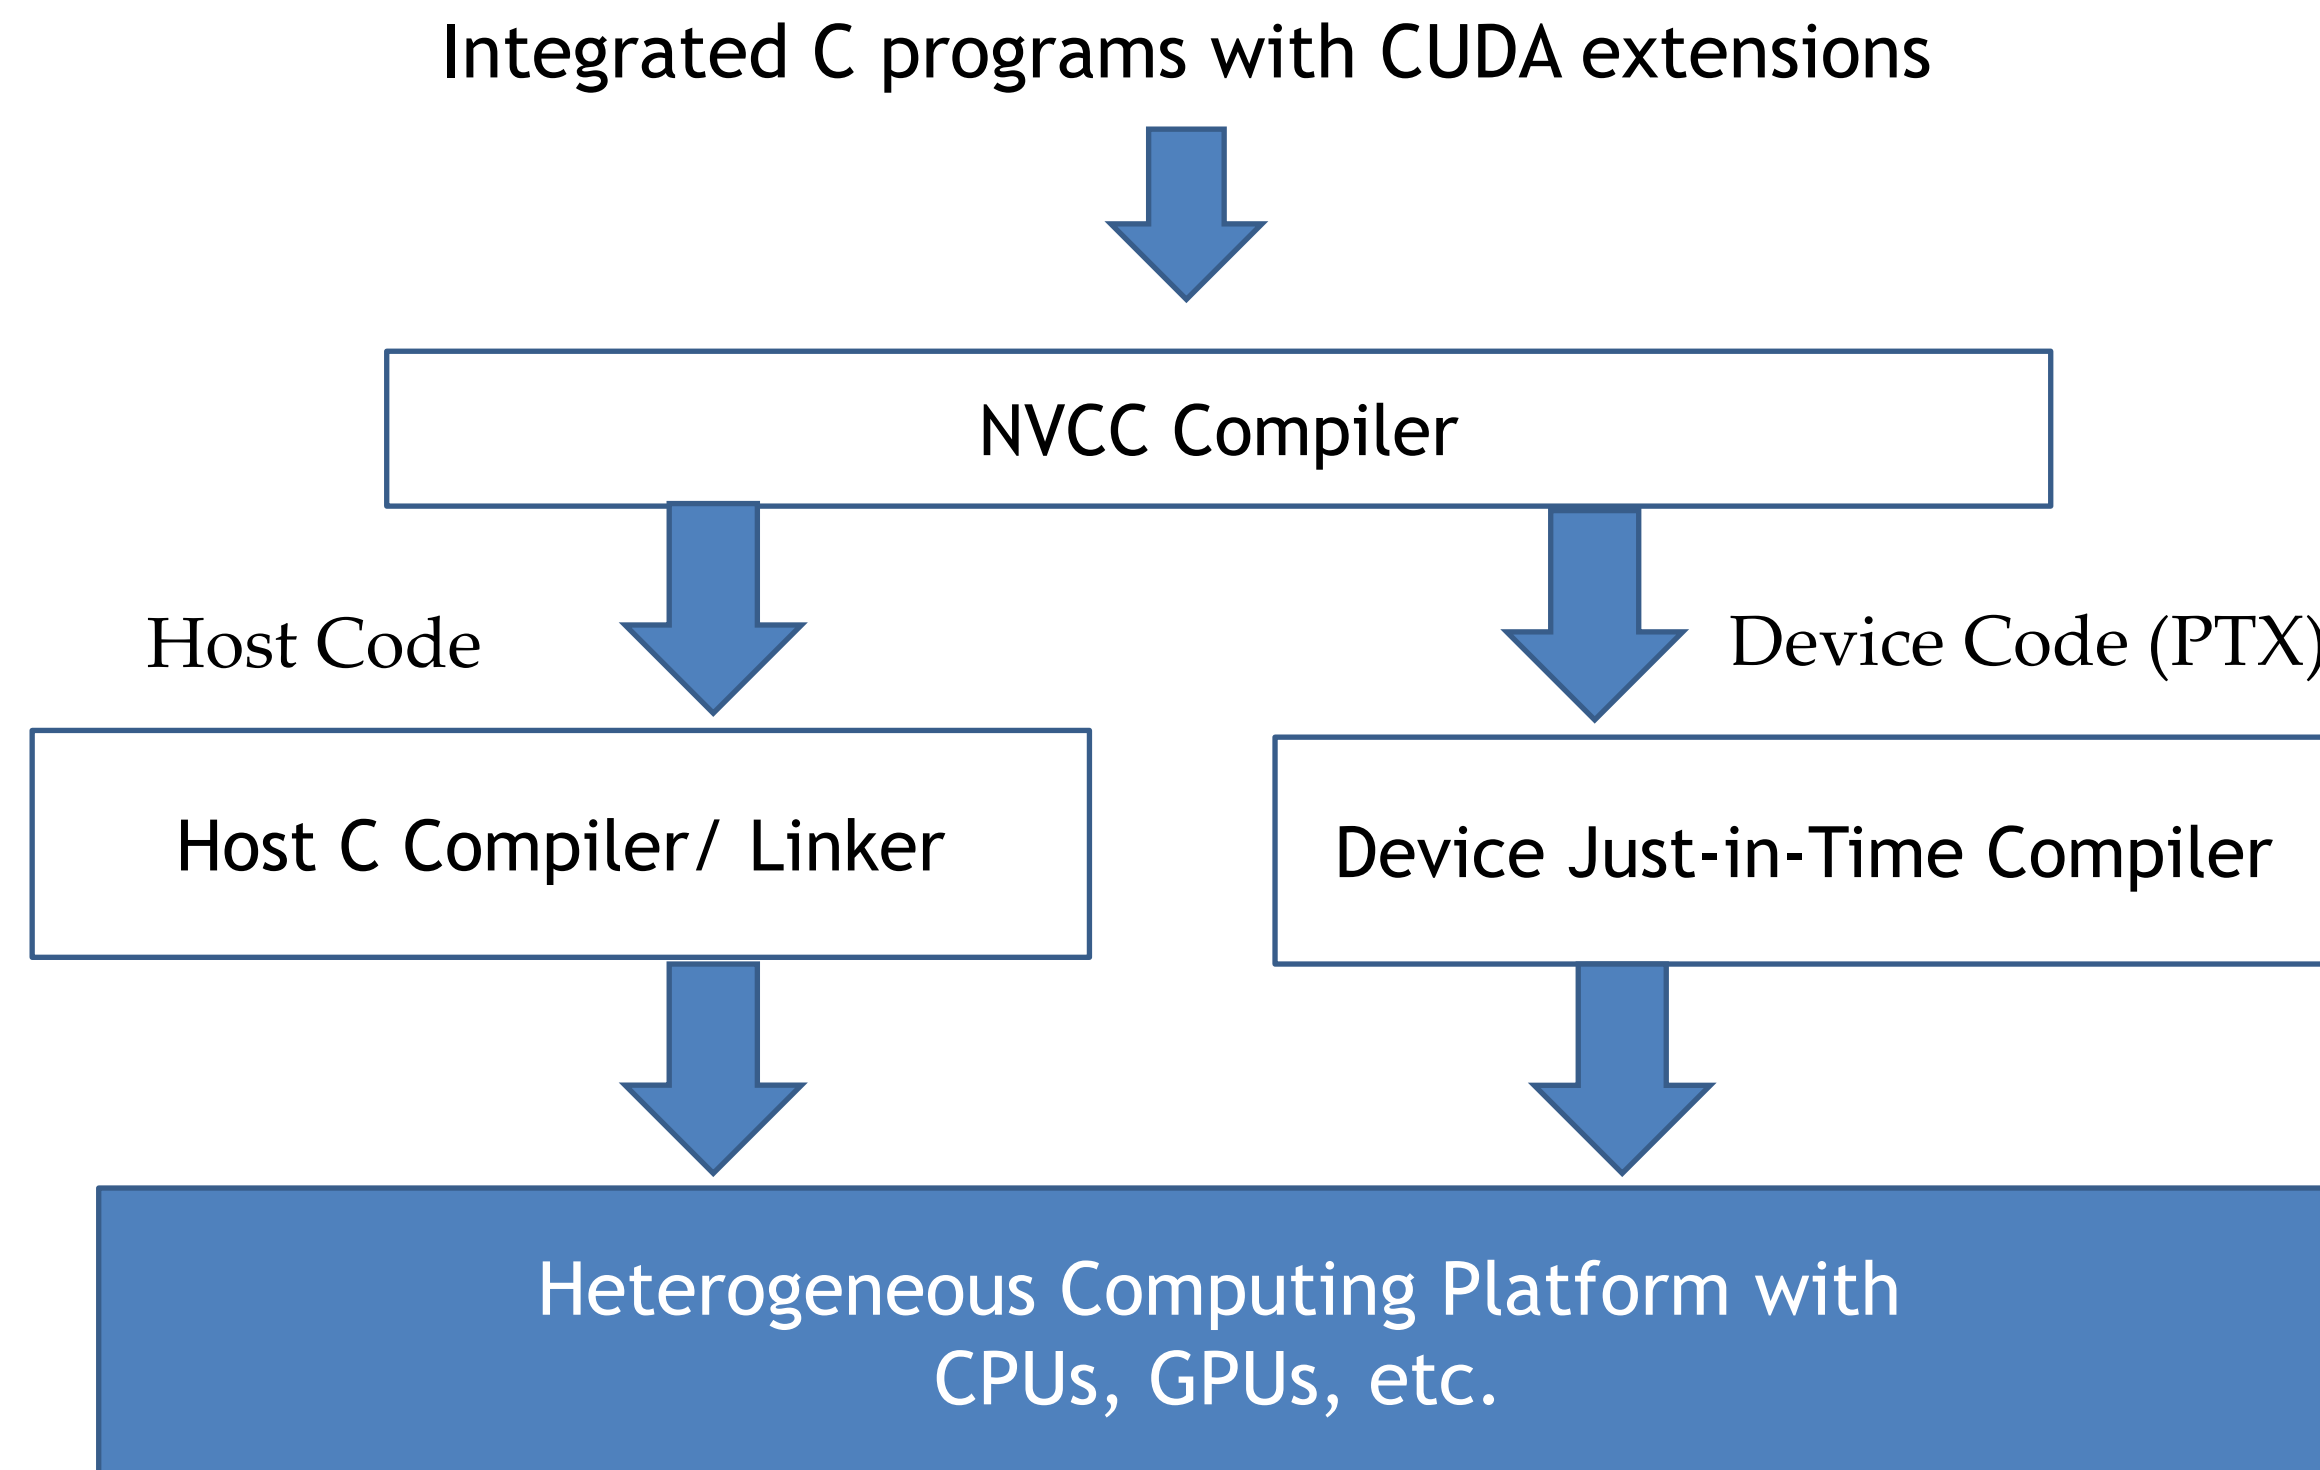 Integrated C programs with CUDA extensions
NVCC Compiler
Host Code
Device Code (PTX)
Host C Compiler/ Linker
Device Just-in-Time Compiler
Heterogeneous Computing Platform with
CPUs, GPUs, etc.